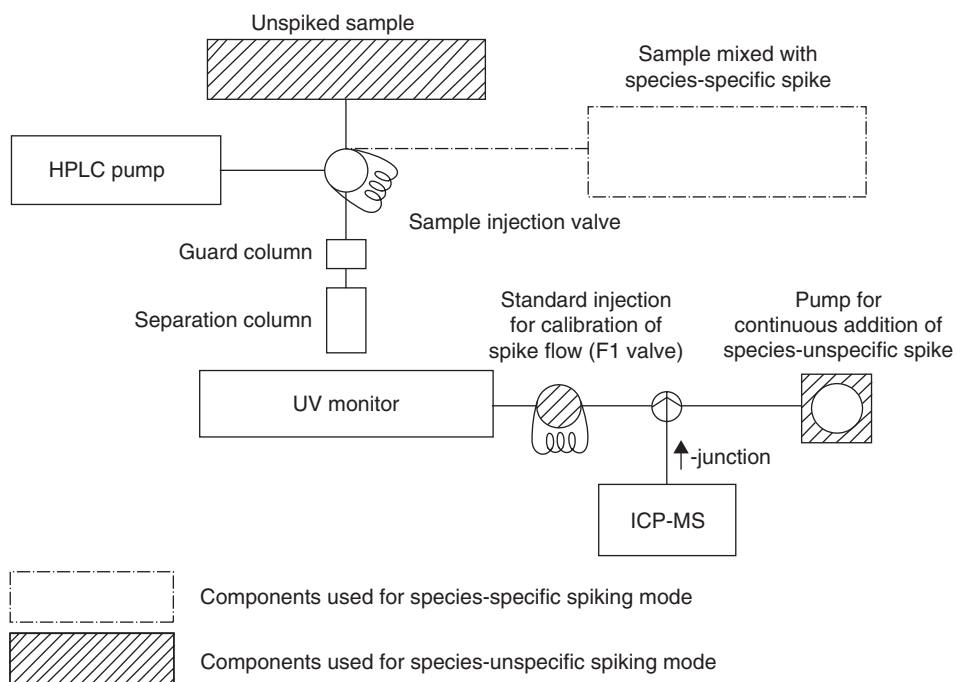 Unspiked sample
Sample mixed with
species-specific spike
HPLC pump
Sample injection valve
Guard column
Separation column
Standard injection
for calibration of
spike flow (F1 valve)
Pump for
continuous addition of
species-unspecific spike
UV monitor
-junction
ICP-MS
Components used for species-specific spiking mode
Components used for species-unspecific spiking mode